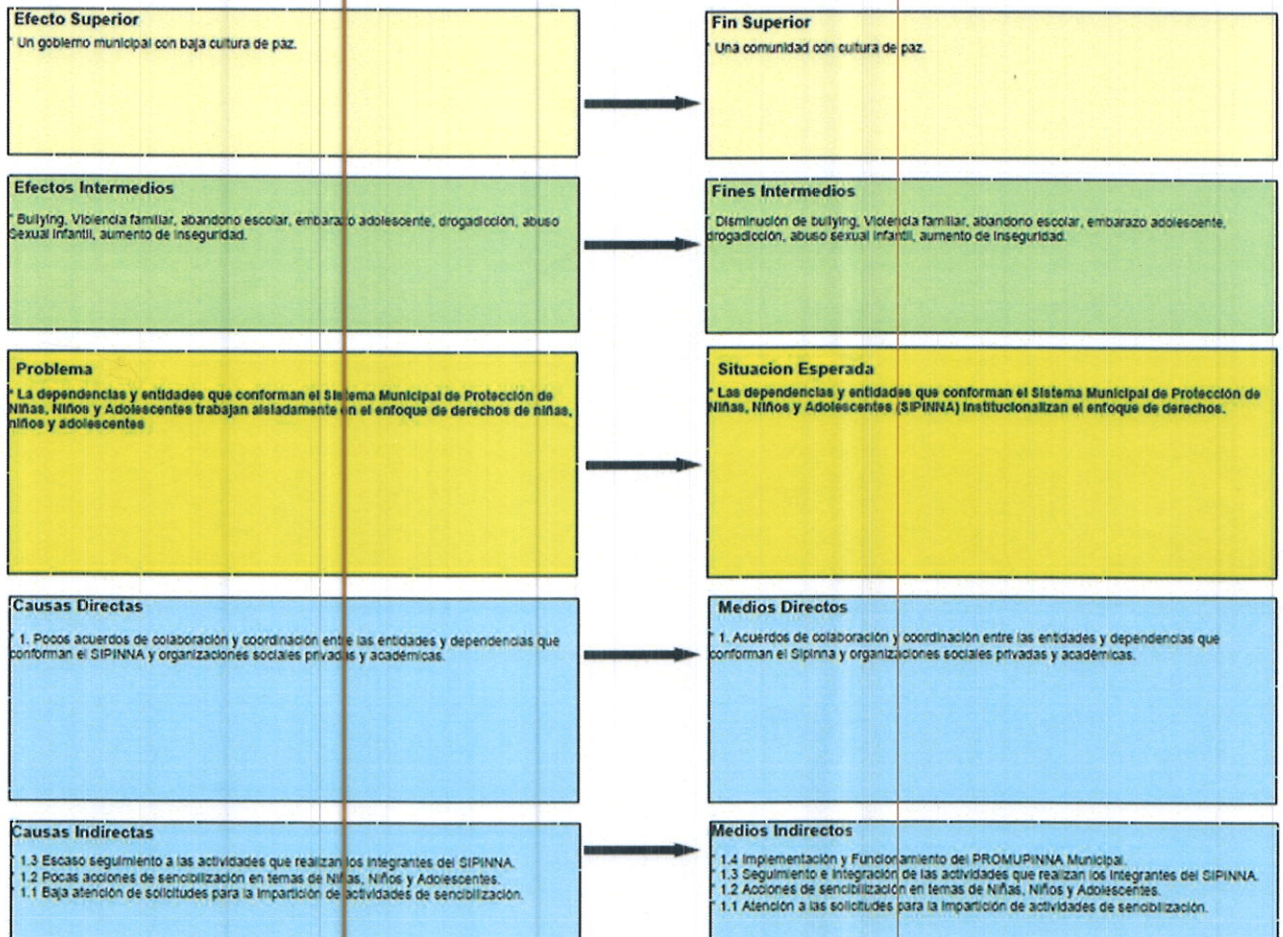 Efecto Superior
* Un gobierno municipal con baja cultura de paz.
Fin Superior
* Una comunidad con cultura de paz.
Efectos Intermedios
* Bullying, Violencia familiar, abandono escolar, embarazo adolescente, drogadicción, abuso
Sexual Infantil, aumento de inseguridad.
Fines Intermedios
* Disminución de bullying, Violencia familiar, abandono escolar, embarazo adolescente,
drogadicción, abuso sexual infantil, aumento de inseguridad.
Problema
* La dependencias y entidades que conforman el Sistema Municipal de Protección de
Niñas, Niños y Adolescentes trabajan aisladamente en el enfoque de derechos de niñas,
niños y adolescentes
Situacion Esperada
* Las dependencias y entidades que conforman el Sistema Municipal de Protección de
Niñas, Niños y Adolescentes (SIPINNA) Institucionalizan el enfoque de derechos.
Causas Directas
* 1. Pocos acuerdos de colaboración y coordinación entre las entidades y dependencias que
conforman el SIPINNA y organizaciones sociales privadas y académicas.
Medios Directos
* 1. Acuerdos de colaboración y coordinación entre las entidades y dependencias que
conforman el Sipinna y organizaciones sociales privadas y académicas.
Causas Indirectas
* 1.3 Escaso seguimiento a las actividades que realizan los integrantes del SIPINNA.
* 1.2 Pocas acciones de sencibilización en temas de Niñas, Niños y Adolescentes.
* 1.1 Baja atención de solicitudes para la impartición de actividades de sencibilización.
Medios Indirectos
* 1.4 Implementación y Funcionamiento del PROMUPINNA Municipal.
* 1.3 Seguimiento e integración de las actividades que realizan los integrantes del SIPINNA.
* 1.2 Acciones de sencibilización en temas de Niñas, Niños y Adolescentes.
* 1.1 Atención a las solicitudes para la impartición de actividades de sencibilización.